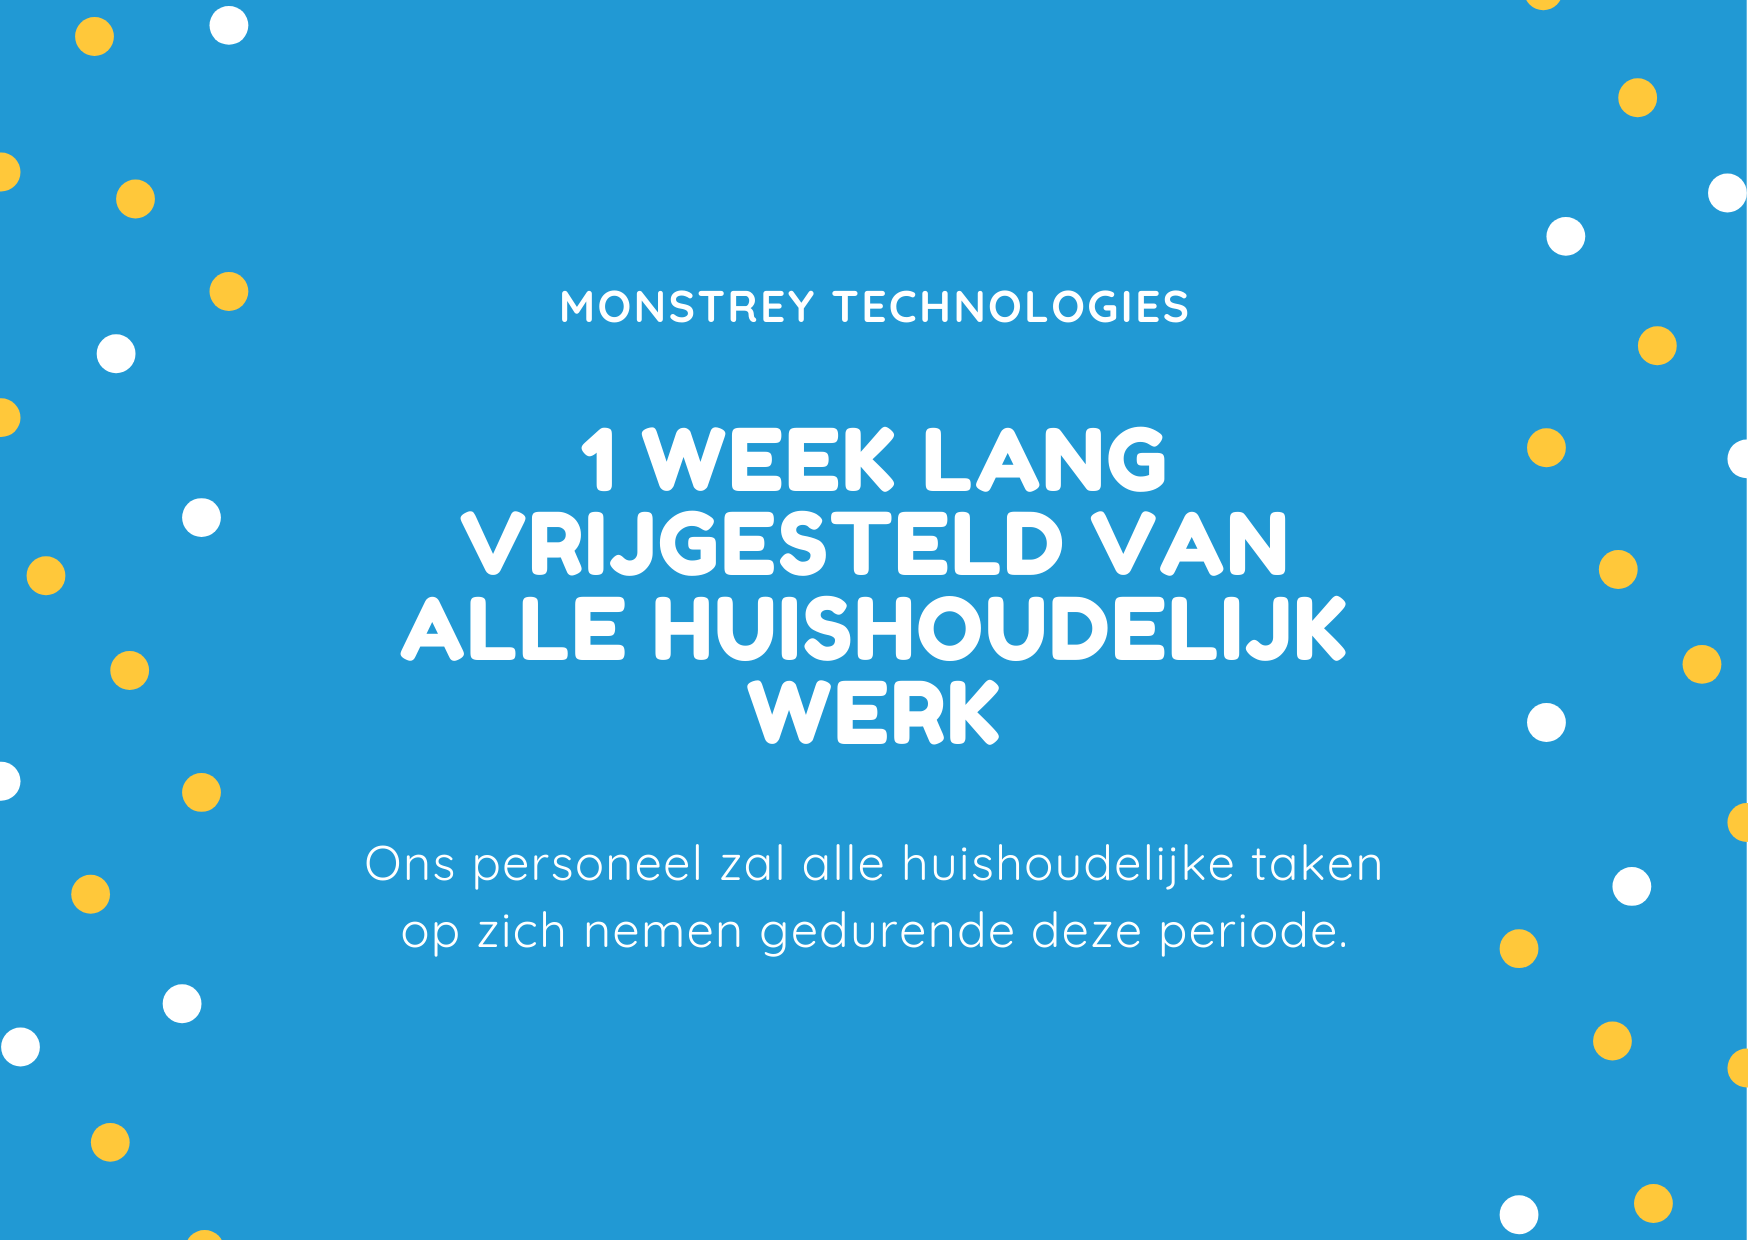 MONSTREY TECHNOLOGIES
1 WEEK LANG
VRIJGESTELD VAN
ALLE HUISHOUDELIJK
WERK
Ons personeel zal alle huishoudelijke taken
op zich nemen gedurende deze periode.